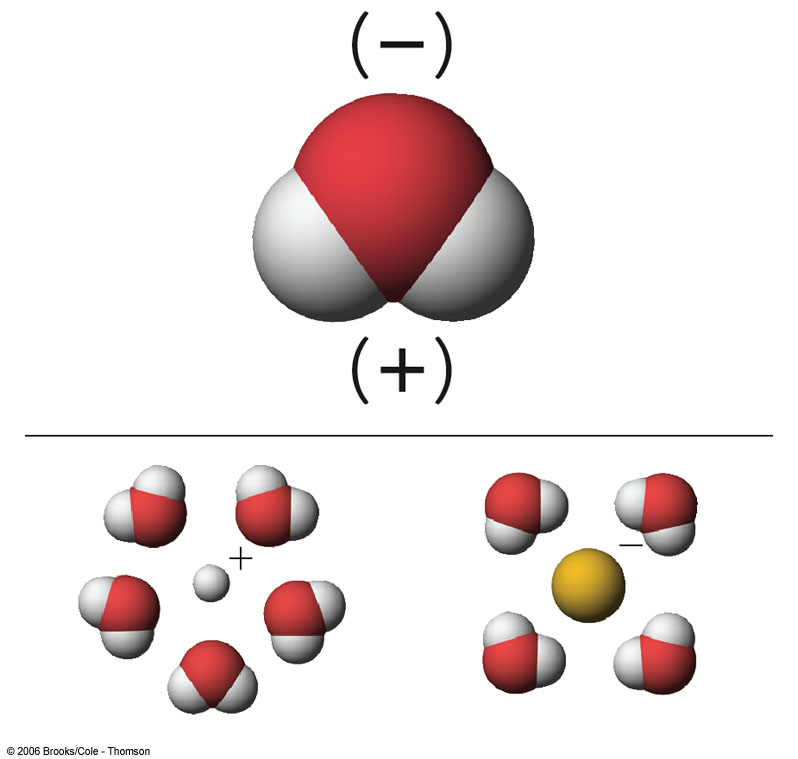 (−)
(+)
+
−
© 2006 Brooks/Cole - Thomson